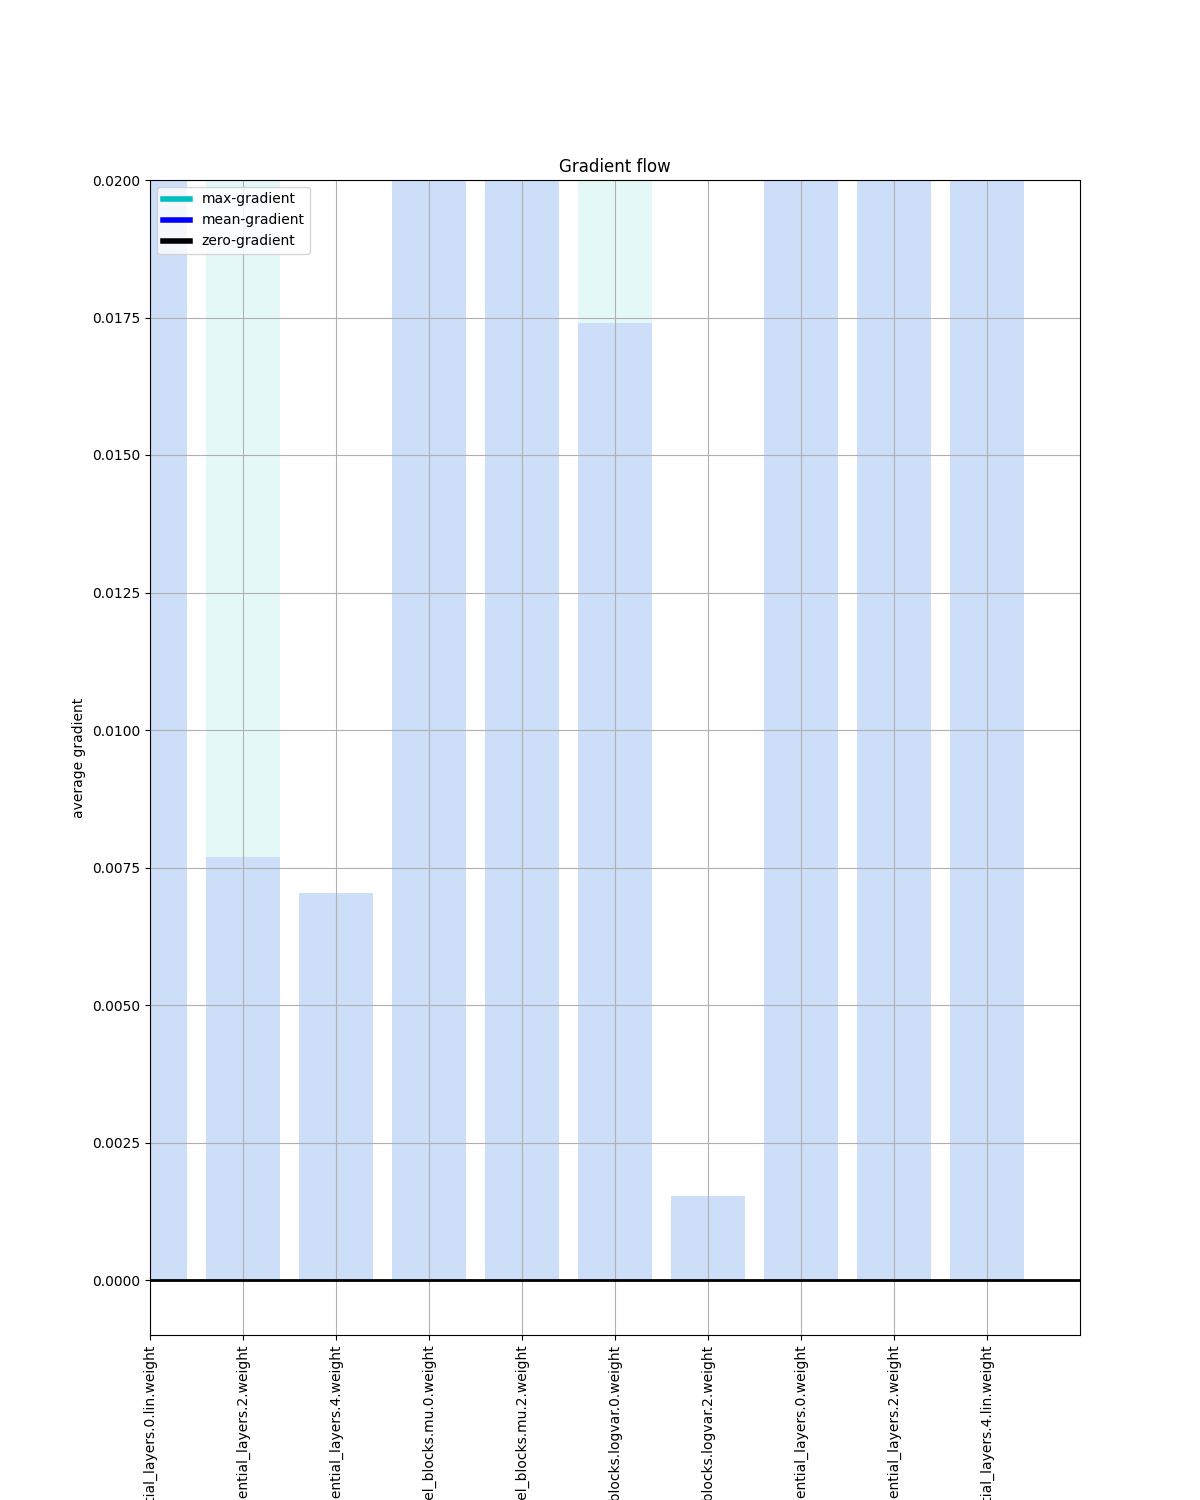 Gradient flow
max-gradient
mean-gradient
zero-gradient
0.0200
0.0175
0.0150
0.0125
0.0100
0.0075
0.0050
0.0025
0.0000
average gradient
tial_layers.0.lin.weight
ential_layers.2.weight
ential_layers.4.weight
el_blocks.mu.0.weight
el_blocks.mu.2.weight
blocks.logvar.0.weight
blocks.logvar.2.weight
ential_layers.0.weight
ential_layers.2.weight
tial_layers.4.lin.weight